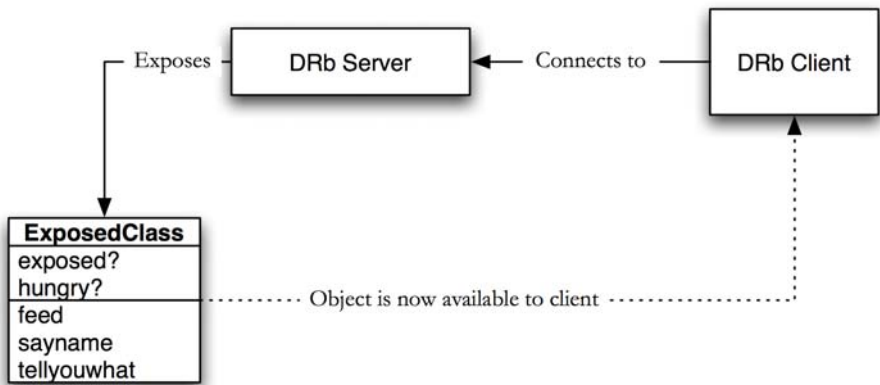 Exposes
DRb Server
Connects to
DRb Client
ExposedClass
exposed?
hungry?
feed
sayname
tellyouwhat
Object is now available to client